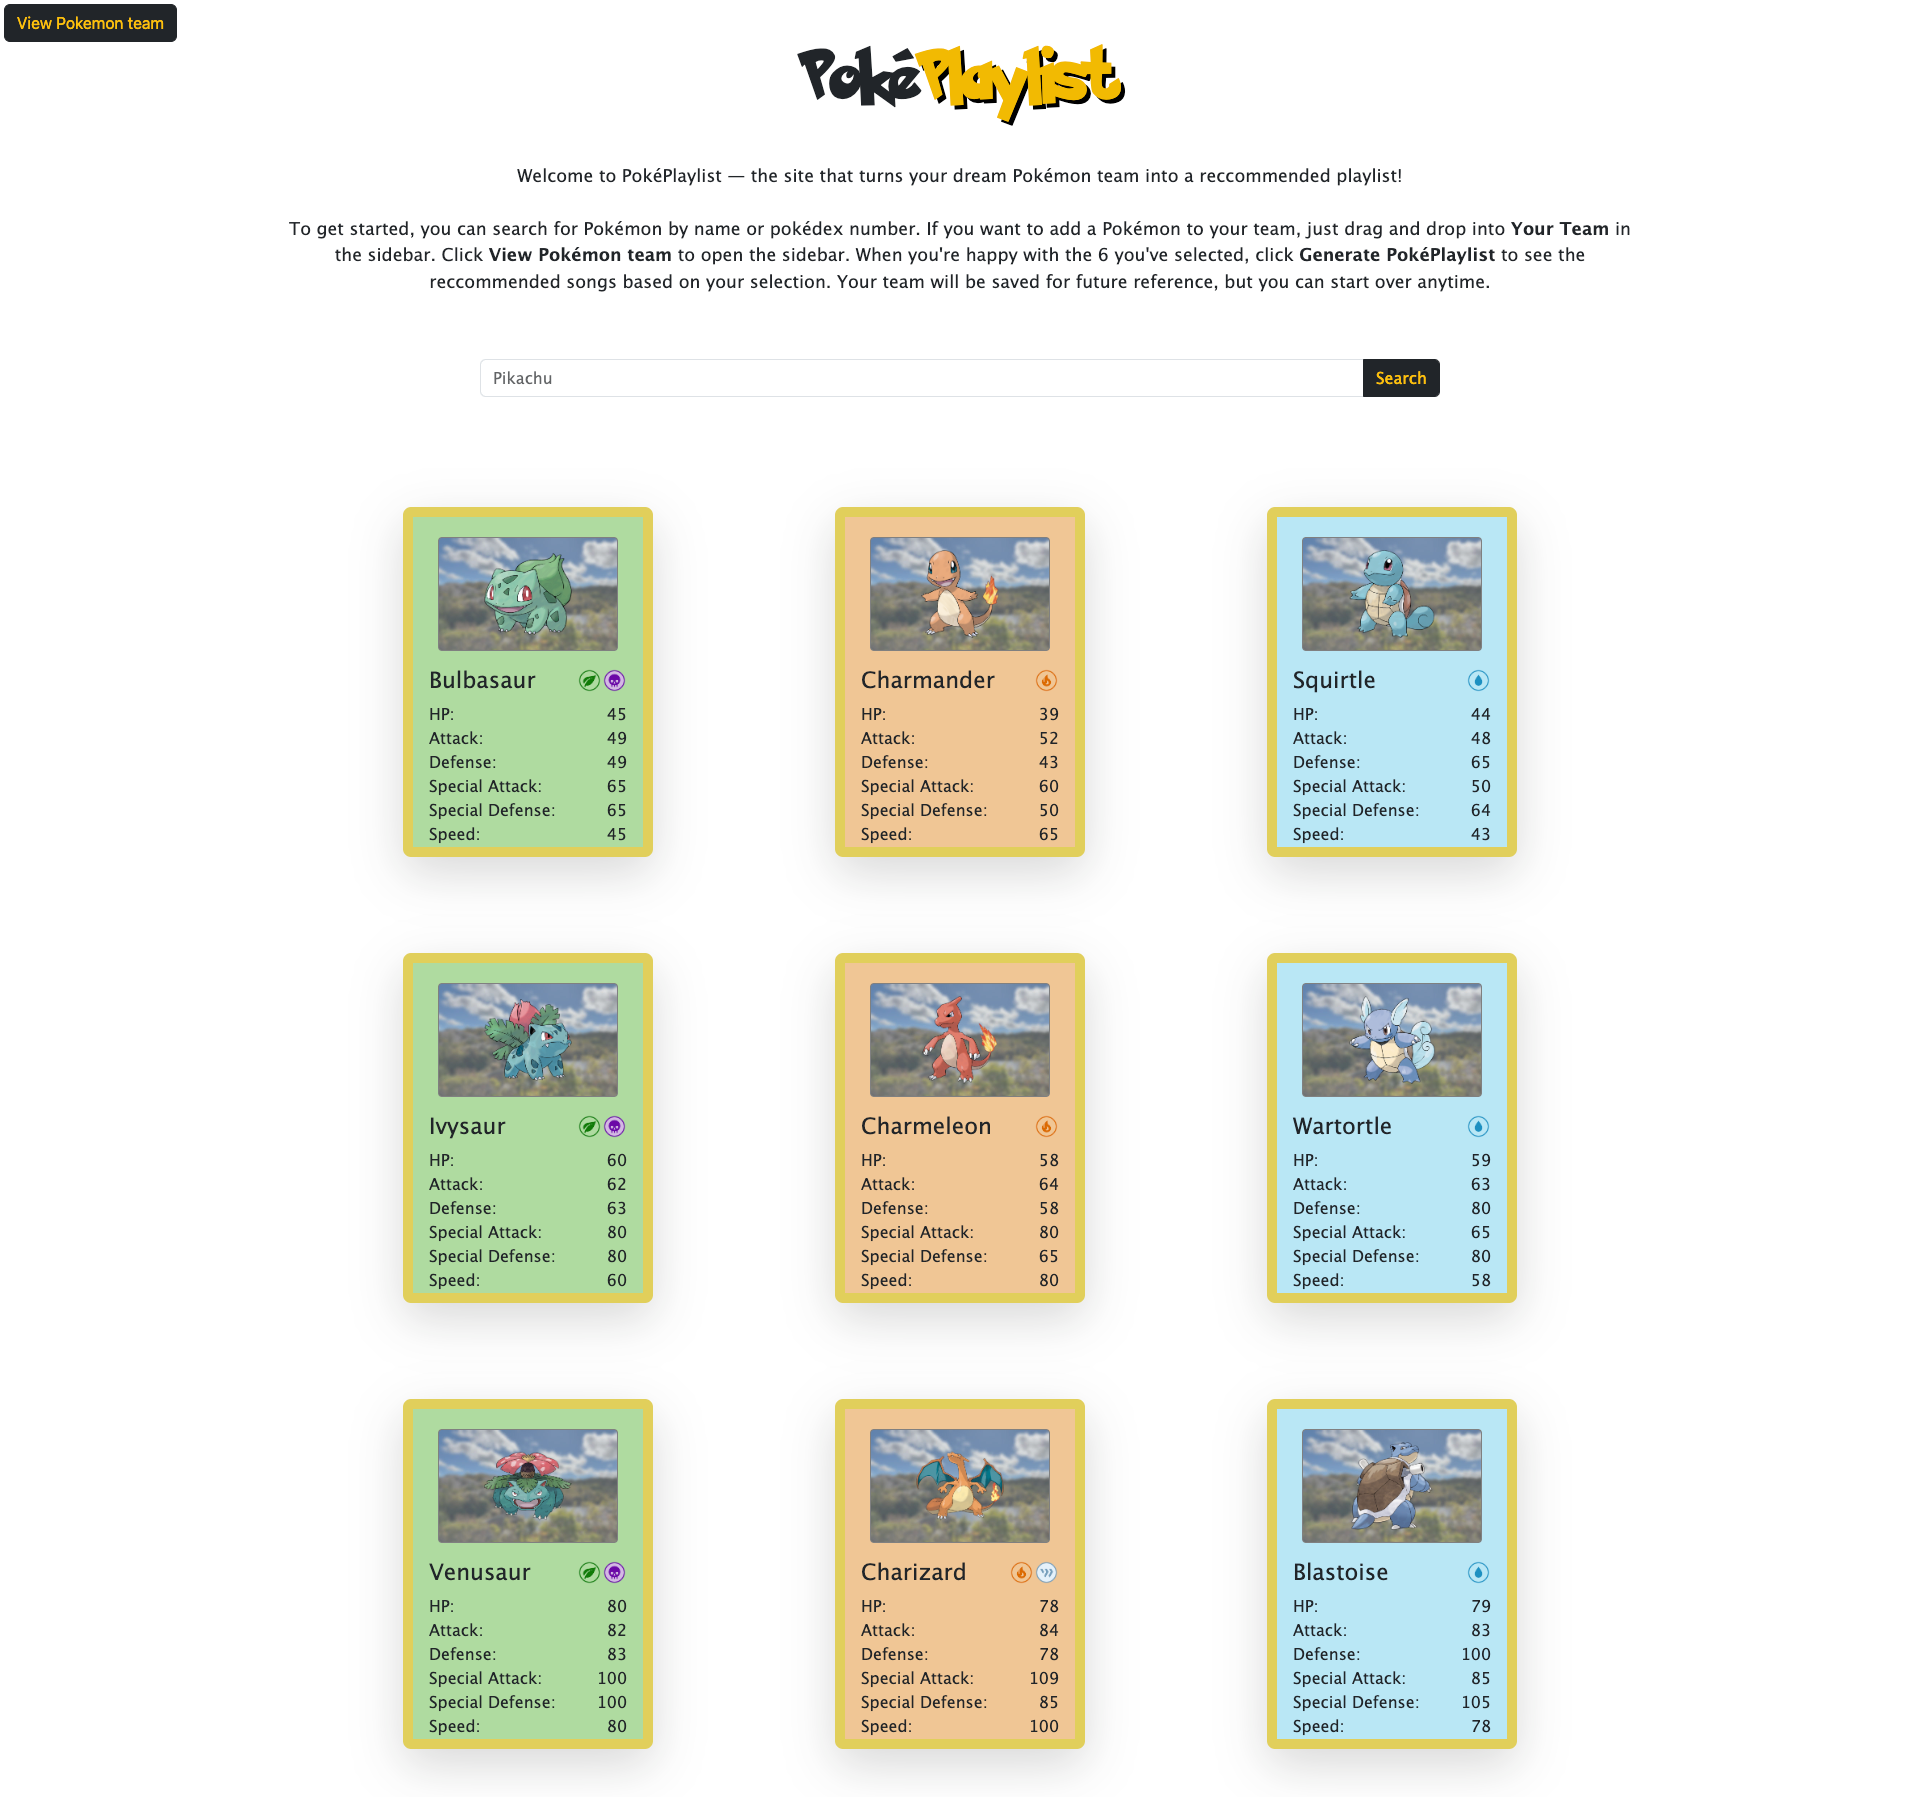 View Pokemon team
PokéPlaylist
Welcome to PokéPlaylist — the site that turns your dream Pokémon team into a reccommended playlist!
To get started, you can search for Pokémon by name or pokédex number. If you want to add a Pokémon to your team, just drag and drop into Your Team in
the sidebar. Click View Pokémon team to open the sidebar. When you're happy with the 6 you've selected, click Generate PokéPlaylist to see the
reccommended songs based on your selection. Your team will be saved for future reference, but you can start over anytime.
Pikachu
Search
Bulbasaur
HP: 45
Attack: 49
Defense: 49
Special Attack: 65
Special Defense: 65
Speed: 45
Charmander
HP: 39
Attack: 52
Defense: 43
Special Attack: 60
Special Defense: 50
Speed: 65
Squirtle
HP: 44
Attack: 48
Defense: 65
Special Attack: 50
Special Defense: 64
Speed: 43
Ivysaur
HP: 60
Attack: 62
Defense: 63
Special Attack: 80
Special Defense: 80
Speed: 60
Charmeleon
HP: 58
Attack: 64
Defense: 58
Special Attack: 80
Special Defense: 65
Speed: 80
Wartortle
HP: 59
Attack: 63
Defense: 80
Special Attack: 65
Special Defense: 80
Speed: 58
Venusaur
HP: 80
Attack: 82
Defense: 83
Special Attack: 100
Special Defense: 100
Speed: 80
Charizard
HP: 78
Attack: 84
Defense: 78
Special Attack: 109
Special Defense: 85
Speed: 100
Blastoise
HP: 79
Attack: 83
Defense: 100
Special Attack: 85
Special Defense: 105
Speed: 78